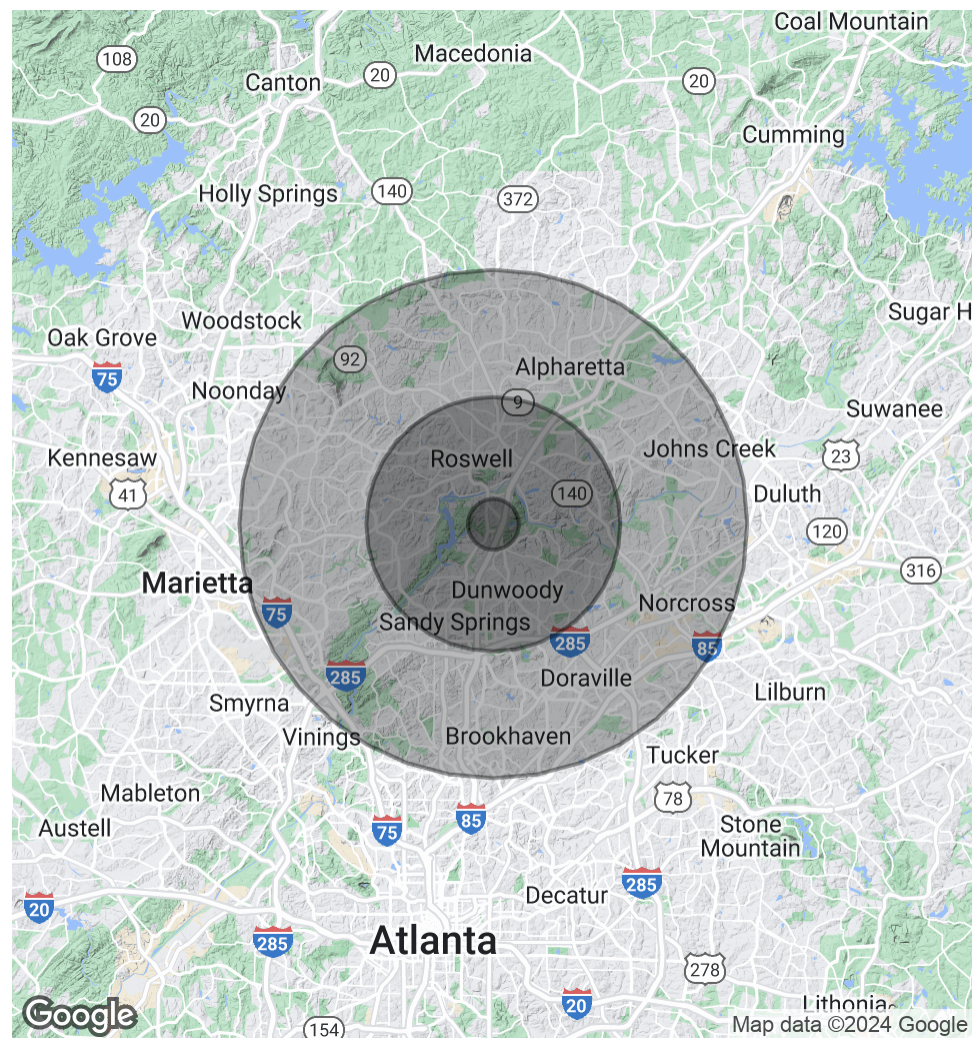 Coal Mountain
108
Macedonia
20
Canton
20
20
Cumming
Holly Springs
140
372
Sugar H
Woodstock
Oak Grove
92
Alpharetta
75
Noonday
9
Suwanee
Johns Creek
Kennesaw
Roswell
23
41
140
Duluth
120
316
Marietta
Dunwoody
75
Norcross
Sandy Springs
285
85
285
Doraville
Lilburn
Smyrna
Vinings
Brookhaven
Tucker
Mableton
78
Austell
75
85
Stone
Mountain
Decatur
285
20
285
Atlanta
278
20
Lithonia
Google
154
Map data ©2024 Google